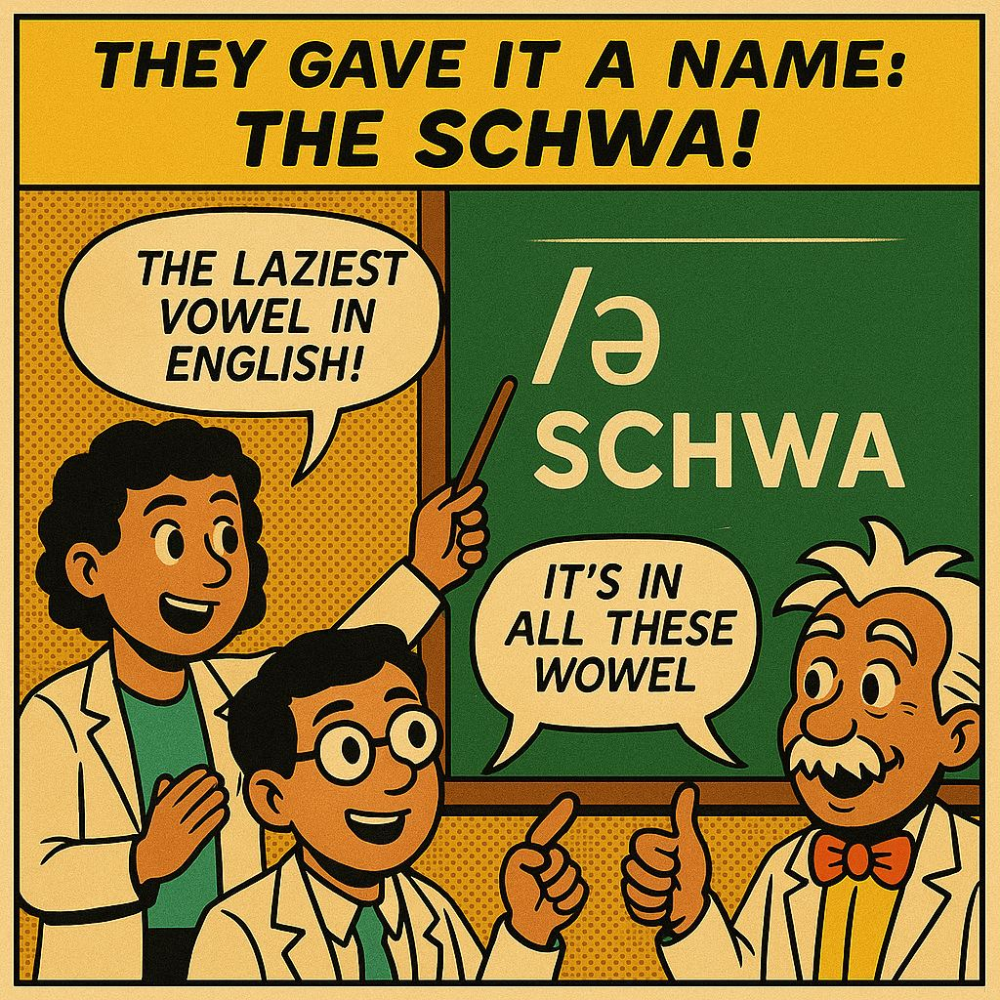 THEY GAVE IT A NAME:
THE SCHWA!
THE LAZIEST
VOWEL IN
ENGLISH!
/ə
SCHWA
IT'S IN
ALL THESE
WOWEL